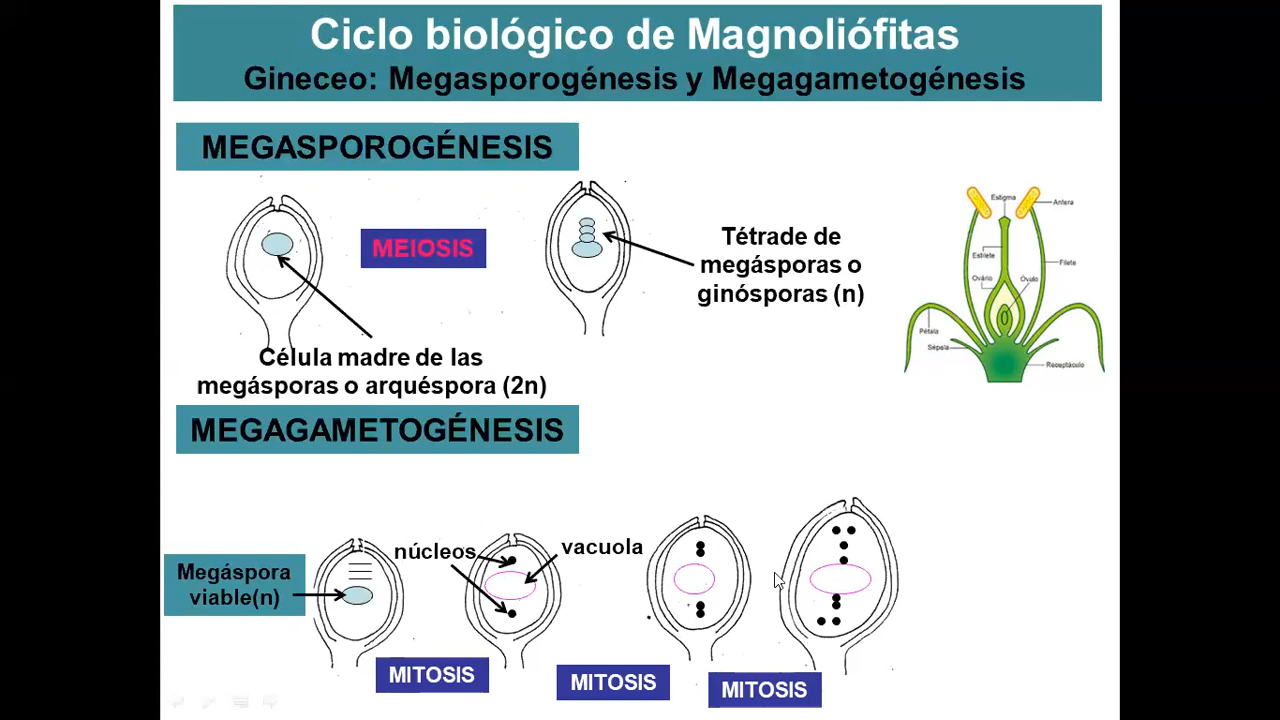 Ciclo biológico de Magnoliófitas
Gineceo: Megasporogénesis y Megagametogénesis
MEGASPOROGÉNESIS
MEIOSIS
Tétrade de
megásporas o
ginósporas (n)
Célula madre de las
megásporas o arquéspora (2n)
Estigma
Antera
Estilete
Filete
Ovário
Óvulo
Pétala
Sépala
Receptáculo
MEGAGAMETOGÉNESIS
núcleos
vacuola
Megáspora
viable(n)
MITOSIS
MITOSIS
MITOSIS